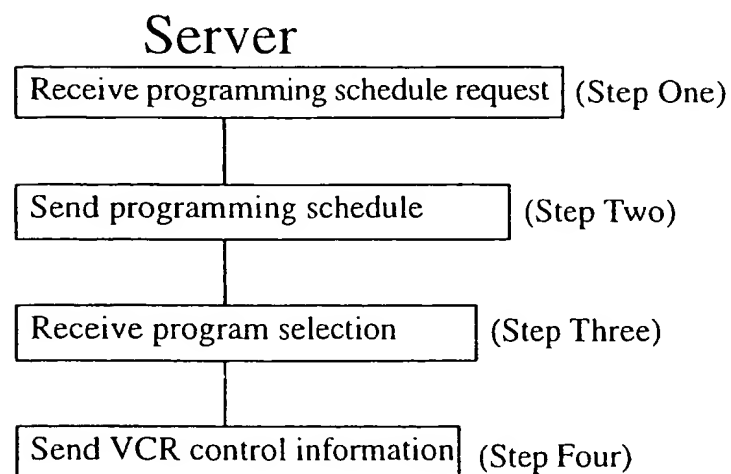 Server
Receive programming schedule request (Step One)
Send programming schedule (Step Two)
Receive program selection (Step Three)
Send VCR control information (Step Four)